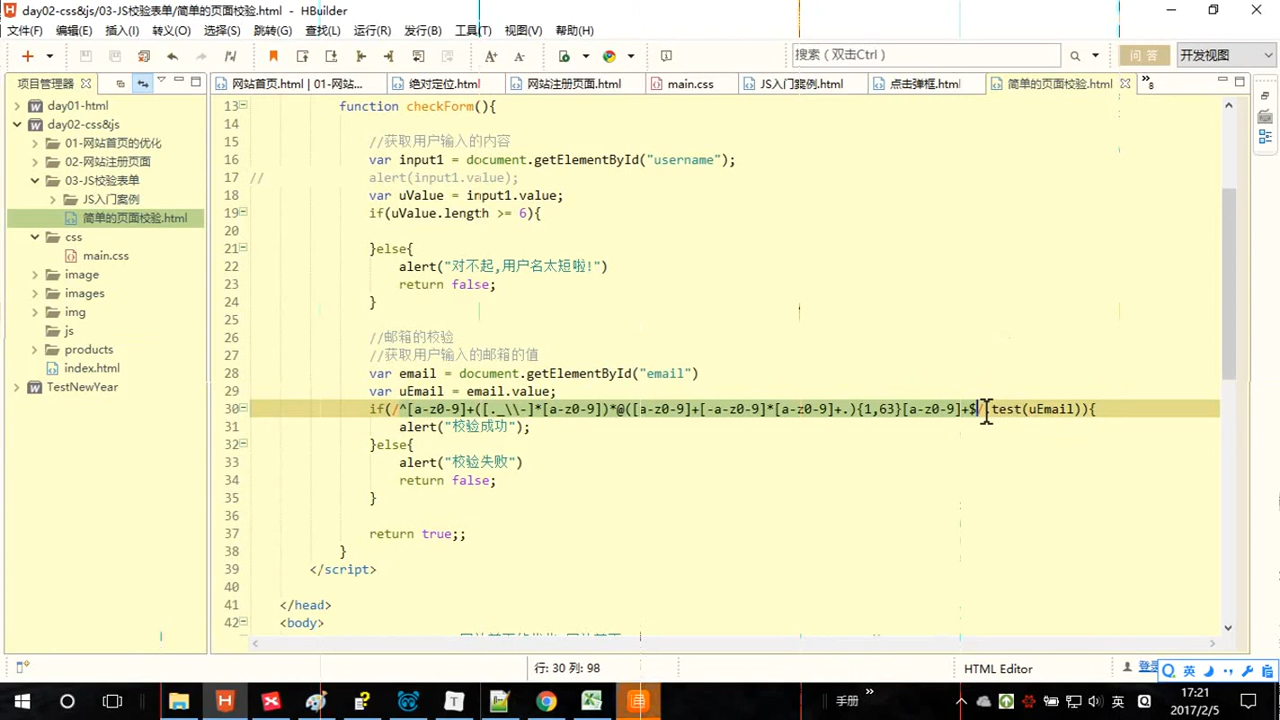 day02-css&js/03-JS校验表单/简单的页面校验.html - HBuilder
文件(F) 编辑(E) 插入(I) 转义(O) 选择(S) 跳转(G) 查找(L) 运行(R) 发行(B) 工具(T) 视图(V) 帮助(H)
搜索（双击Ctrl） 问答 开发视图
项目管理器
网站首页.html | 01-网站... 绝对定位.html 网站注册页面.html main.css JS入门案例.html 点击弹框.html 简单的页面校验.html »8
day01-html
day02-css&js
01-网站首页的优化
02-网站注册页面
03-JS校验表单
JS入门案例
简单的页面校验.html
css
main.css
image
images
img
js
products
index.html
TestNewYear
13 function checkForm(){
14
15 //获取用户输入的内容
16 var input1 = document.getElementById("username");
17 // alert(input1.value);
18 var uValue = input1.value;
19 if(uValue.length >= 6){
20
21 }else{
22 alert("对不起,用户名太短啦!")
23 return false;
24 }
25
26 //邮箱的校验
27 //获取用户输入的邮箱的值
28 var email = document.getElementById("email")
29 var uEmail = email.value;
30 if(/^[a-z0-9]+([._\\-]*[a-z0-9])*@([a-z0-9]+[-a-z0-9]*[a-z0-9]+.){1,63}[a-z0-9]+$/.test(uEmail)){
31 alert("校验成功");
32 }else{
33 alert("校验失败")
34 return false;
35 }
36
37 return true;;
38 }
39 </script>
40
41 </head>
42 <body>
行: 30 列: 98 HTML Editor 登录
英
手册 » 英 17:21
2017/2/5